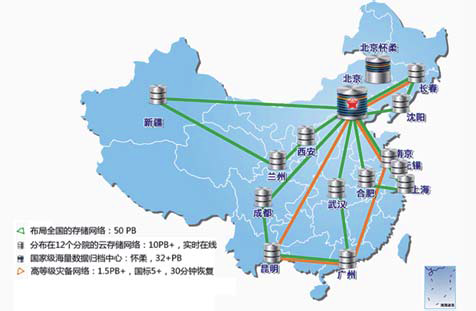 北京怀柔
北京
长春
沈阳
新疆
西安
兰州
南京
无锡
上海
合肥
武汉
成都
昆明
广州
布局全国的存储网络：50 PB
分布在12个分院的云存储网络：10PB+，实时在线
国家级海量数据归档中心：怀柔，32+PB
高等级灾备网络：1.5PB+，国标5+，30分钟恢复